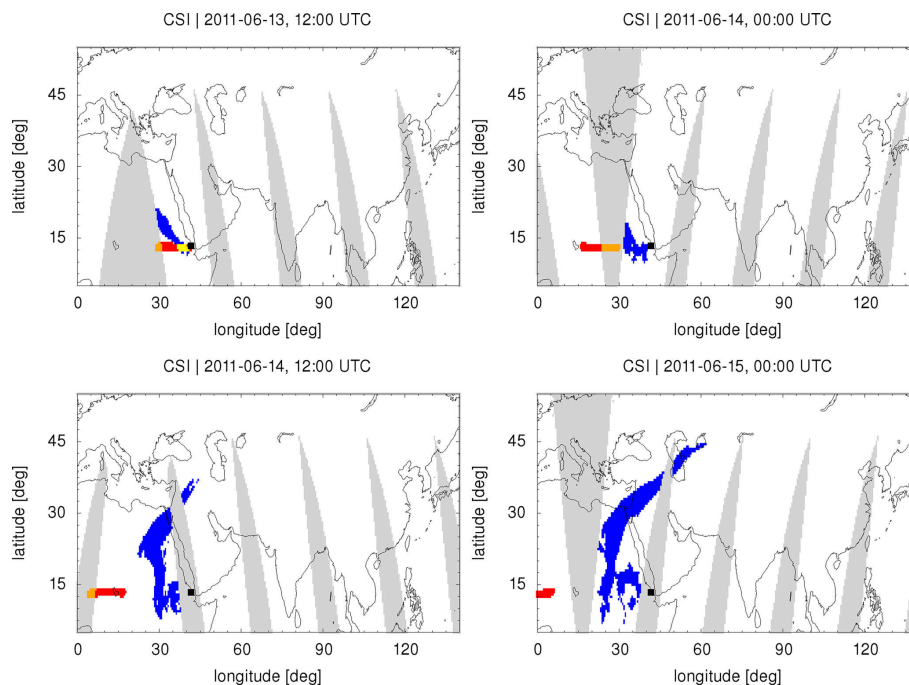 CSI | 2011-06-13, 12:00 UTC
latitude [deg]
45
30
15
0 30 60 90 120
longitude [deg]
CSI | 2011-06-14, 00:00 UTC
latitude [deg]
45
30
15
0 30 60 90 120
longitude [deg]
CSI | 2011-06-14, 12:00 UTC
latitude [deg]
45
30
15
0 30 60 90 120
longitude [deg]
CSI | 2011-06-15, 00:00 UTC
latitude [deg]
45
30
15
0 30 60 90 120
longitude [deg]